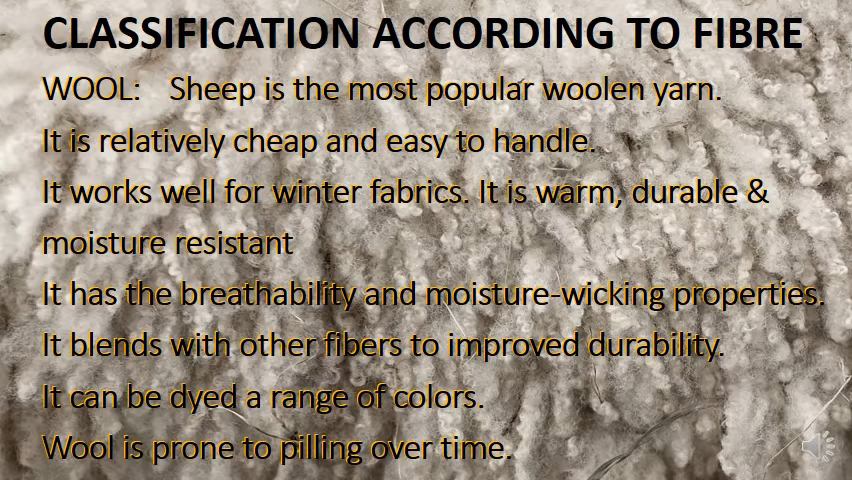 CLASSIFICATION ACCORDING TO FIBRE
WOOL: Sheep is the most popular woolen yarn.
It is relatively cheap and easy to handle.
It works well for winter fabrics. It is warm, durable &
moisture resistant
It has the breathability and moisture-wicking properties.
It blends with other fibers to improved durability.
It can be dyed a range of colors.
Wool is prone to pilling over time.